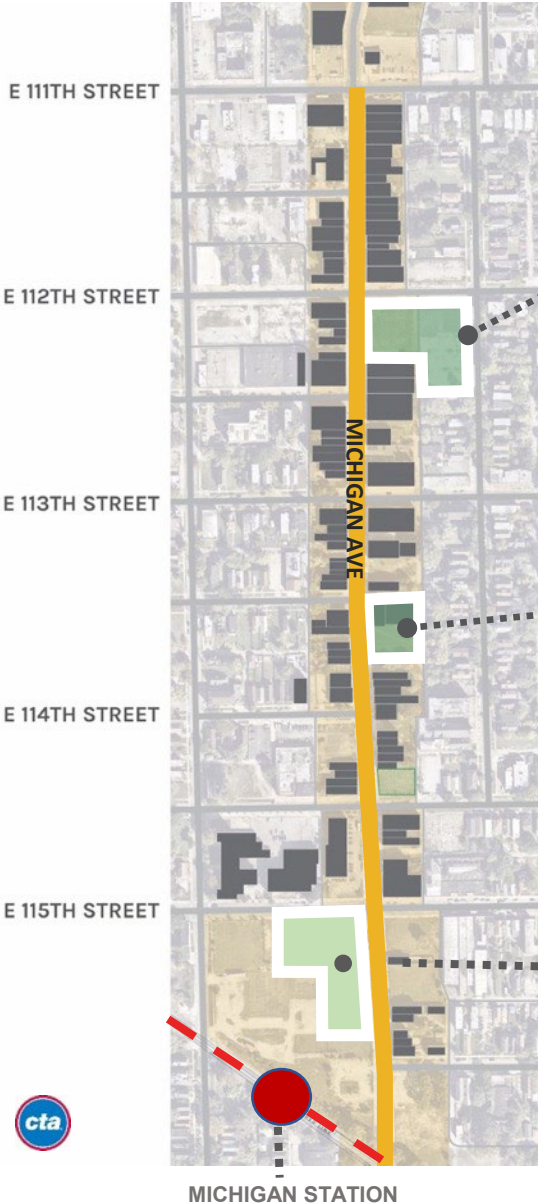 E 111TH STREET
E 112TH STREET
MICHIGAN AVE
E 113TH STREET
E 114TH STREET
E 115TH STREET
cta
MICHIGAN STATION